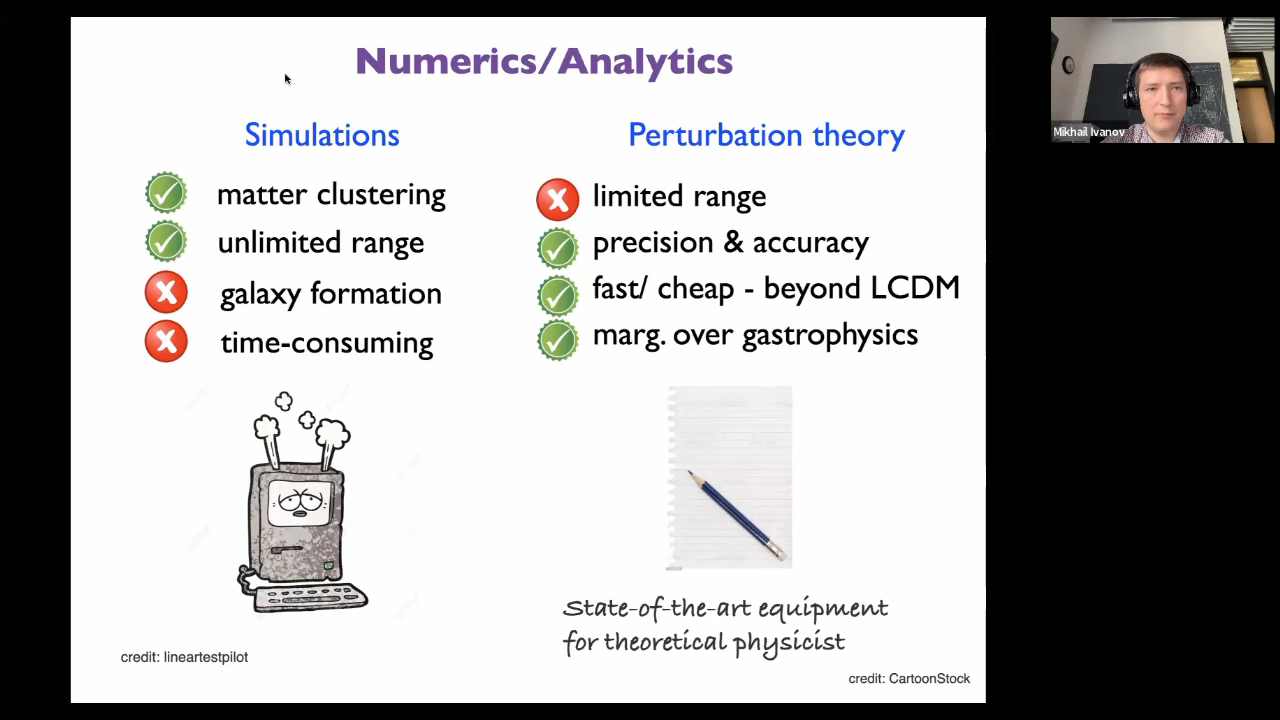 Numerics/Analytics
Simulations
matter clustering
unlimited range
galaxy formation
time-consuming
credit: lineartestpilot
Perturbation theory
limited range
precision & accuracy
fast/ cheap - beyond LCDM
marg. over gastrophysics
State-of-the-art equipment
for theoretical physicist
credit: CartoonStock
Mikhail Ivanov